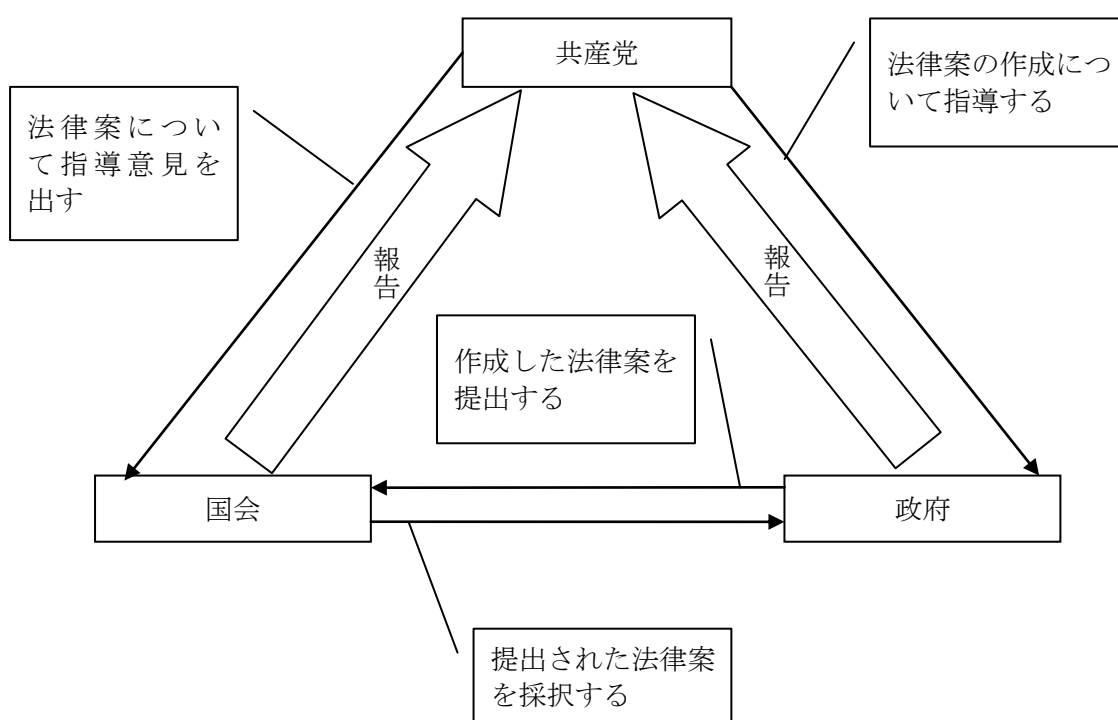 共産党
法律案の作成につ
いて指導する
法律案につい
て指導意見を
出す
報告
報告
作成した法律案を
提出する
国会
政府
提出された法律案
を採択する